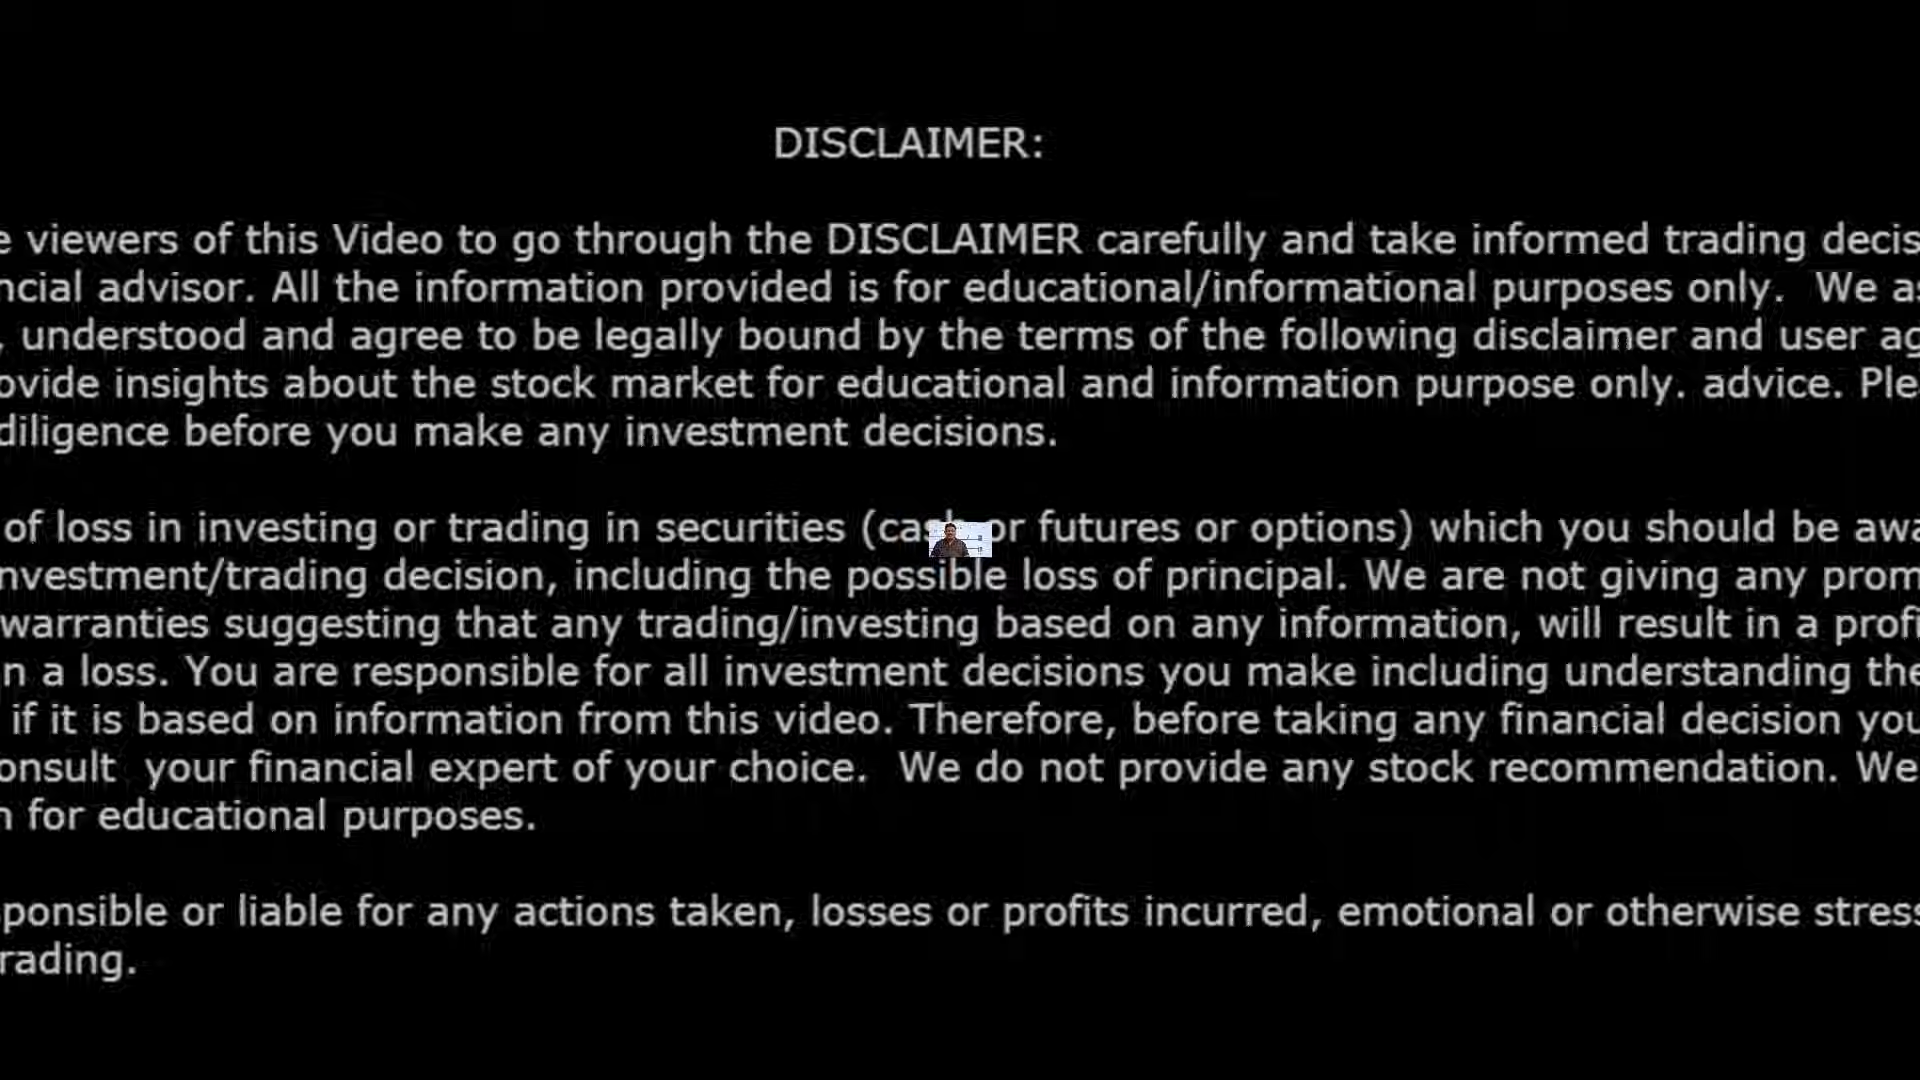 DISCLAIMER:
e viewers of this Video to go through the DISCLAIMER carefully and take informed trading decis
ncial advisor. All the information provided is for educational/informational purposes only. We as
, understood and agree to be legally bound by the terms of the following disclaimer and user ag
ovide insights about the stock market for educational and information purpose only. advice. Ple
diligence before you make any investment decisions.
of loss in investing or trading in securities (cash or futures or options) which you should be awa
nvestment/trading decision, including the possible loss of principal. We are not giving any prom
warranties suggesting that any trading/investing based on any information, will result in a profi
n a loss. You are responsible for all investment decisions you make including understanding the
if it is based on information from this video. Therefore, before taking any financial decision you
onsult your financial expert of your choice. We do not provide any stock recommendation. We
n for educational purposes.
sponsible or liable for any actions taken, losses or profits incurred, emotional or otherwise stress
rading.